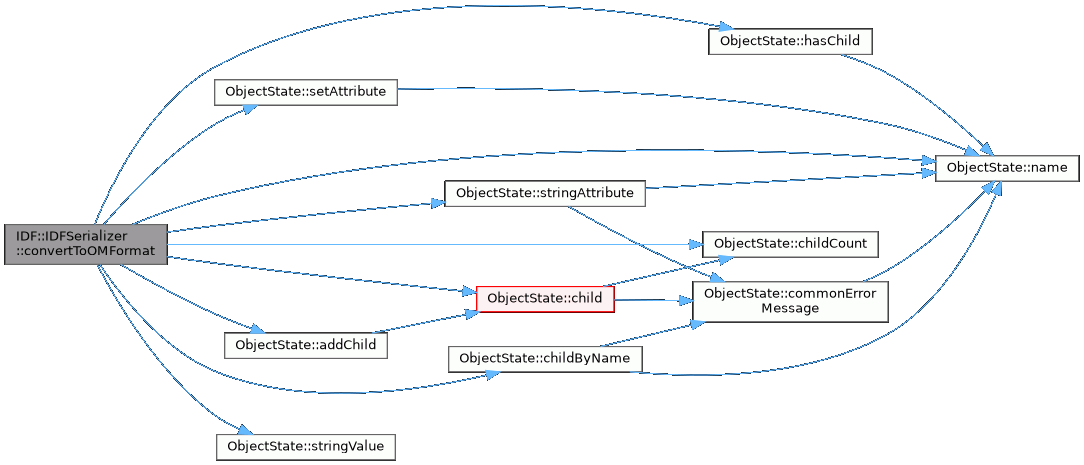 ObjectState::hasChild
ObjectState::setAttribute
ObjectState::name
ObjectState::stringAttribute
IDF::IDFSerializer
::convertToOMFormat
ObjectState::childCount
ObjectState::child
ObjectState::commonError
Message
ObjectState::addChild
ObjectState::childByName
ObjectState::stringValue